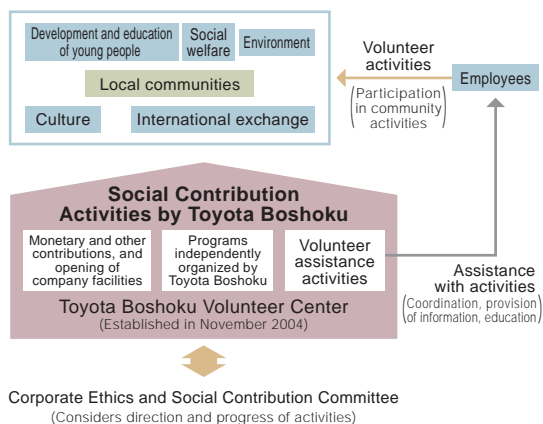 Development and education
of young people
Social
welfare
Environment
Local communities
Culture
International exchange
Volunteer
activities
(Participation
in community
activities)
Employees
Social Contribution
Activities by Toyota Boshoku
Monetary and other
contributions, and
opening of
company facilities
Programs
independently
organized by
Toyota Boshoku
Volunteer
assistance
activities
Toyota Boshoku Volunteer Center
(Established in November 2004)
Assistance
with activities
(Coordination, provision
of information, education)
Corporate Ethics and Social Contribution Committee
(Considers direction and progress of activities)